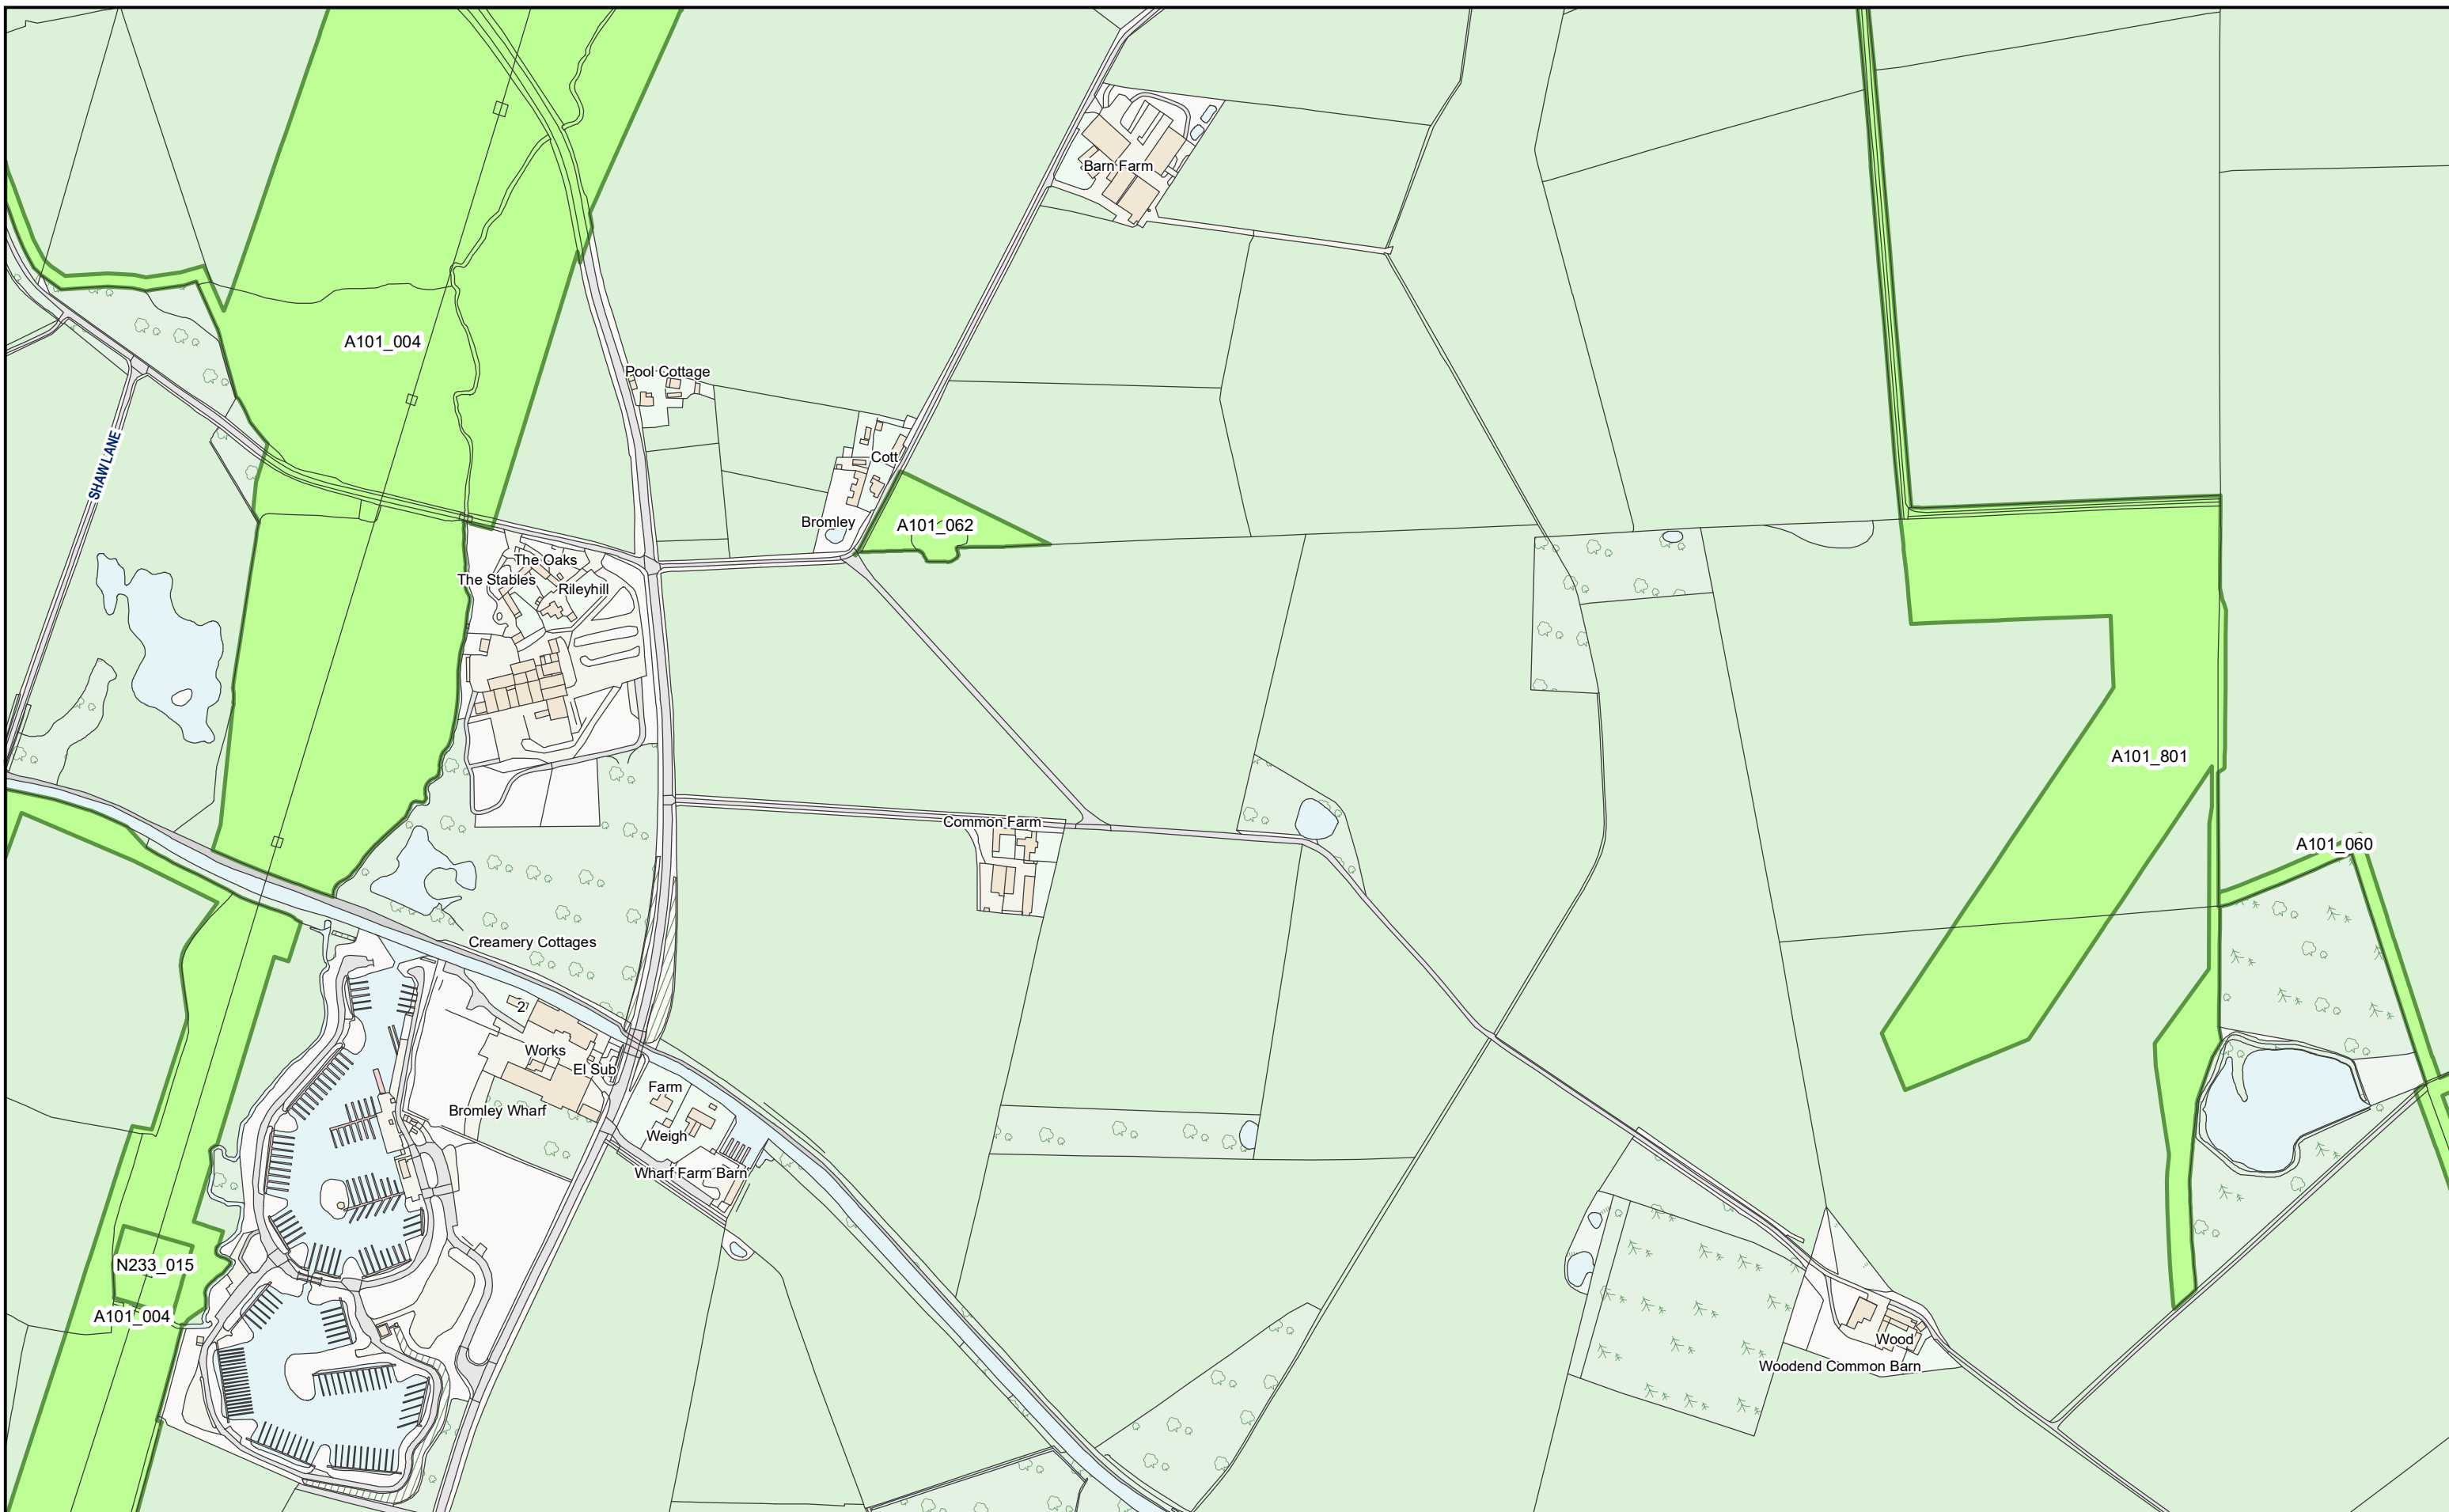 Barn Farm
A101_004
Pool Cottage
SHAW LANE
Cott
Bromley
A101_062
The Oaks
The Stables
Rileyhill
A101_801
Common Farm
A101_060
Creamery Cottages
2
Works
El Sub
Farm
Bromley Wharf
Weigh
Wharf Farm Barn
N233_015
A101_004
Wood
Woodend Common Barn